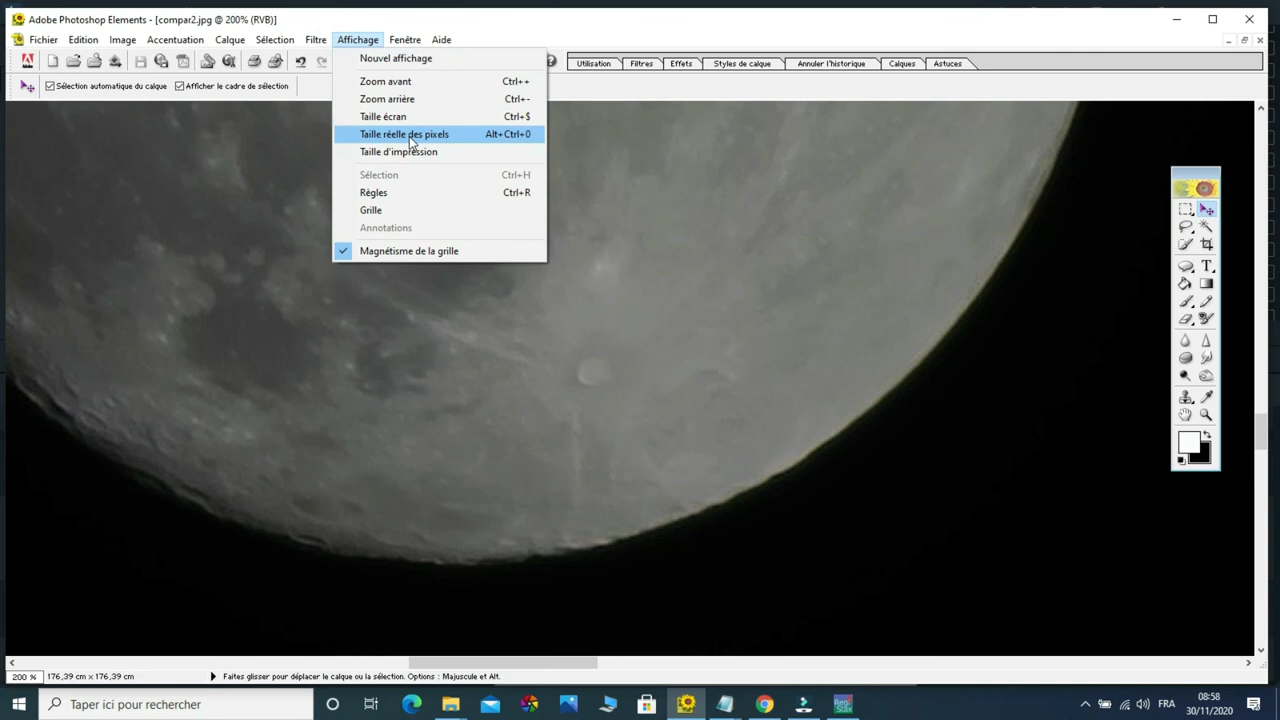 Adobe Photoshop Elements - [compar2.jpg @ 200% (RVB)]
Fichier Edition Image Accentuation Calque Sélection Filtre Affichage Fenêtre Aide
Utilisation Filtres Effets Styles de calque Annuler l'historique Calques Astuces
Sélection automatique du calque Afficher le cadre de sélection
Nouvel affichage
Zoom avant Ctrl++
Zoom arrière Ctrl+-
Taille écran Ctrl+$
Taille réelle des pixels Alt+Ctrl+0
Taille d'impression
Sélection Ctrl+H
Règles Ctrl+R
Grille
Annotations
Magnétisme de la grille
200 % 176,39 cm x 176,39 cm Faites glisser pour déplacer le calque ou la sélection. Options : Majuscule et Alt.
Taper ici pour rechercher
FRA
08:58
30/11/2020